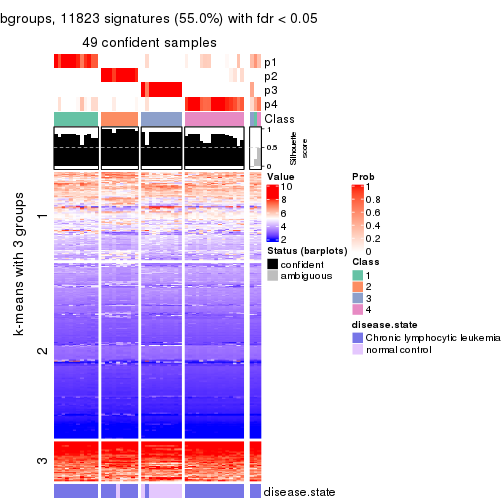 bgroups, 11823 signatures (55.0%) with fdr < 0.05
49 confident samples
p1
p2
p3
p4
Class
1
0.5
0
Silhouette
score
k-means with 3 groups
1
2
3
disease.state
Value
10
8
6
4
2
Status (barplots)
confident
ambiguous
Prob
1
0.8
0.6
0.4
0.2
0
Class
1
2
3
4
disease.state
Chronic lymphocytic leukemia
normal control